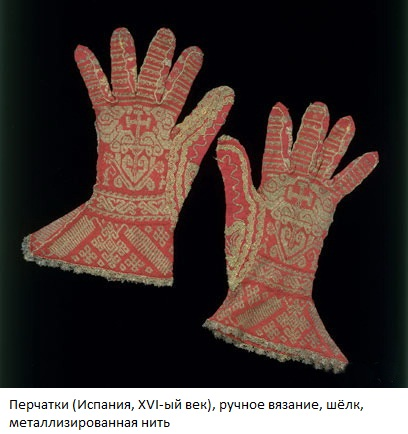 Перчатки (Испания, XVI-ый век), ручное вязание, шёлк,
металлизированная нить